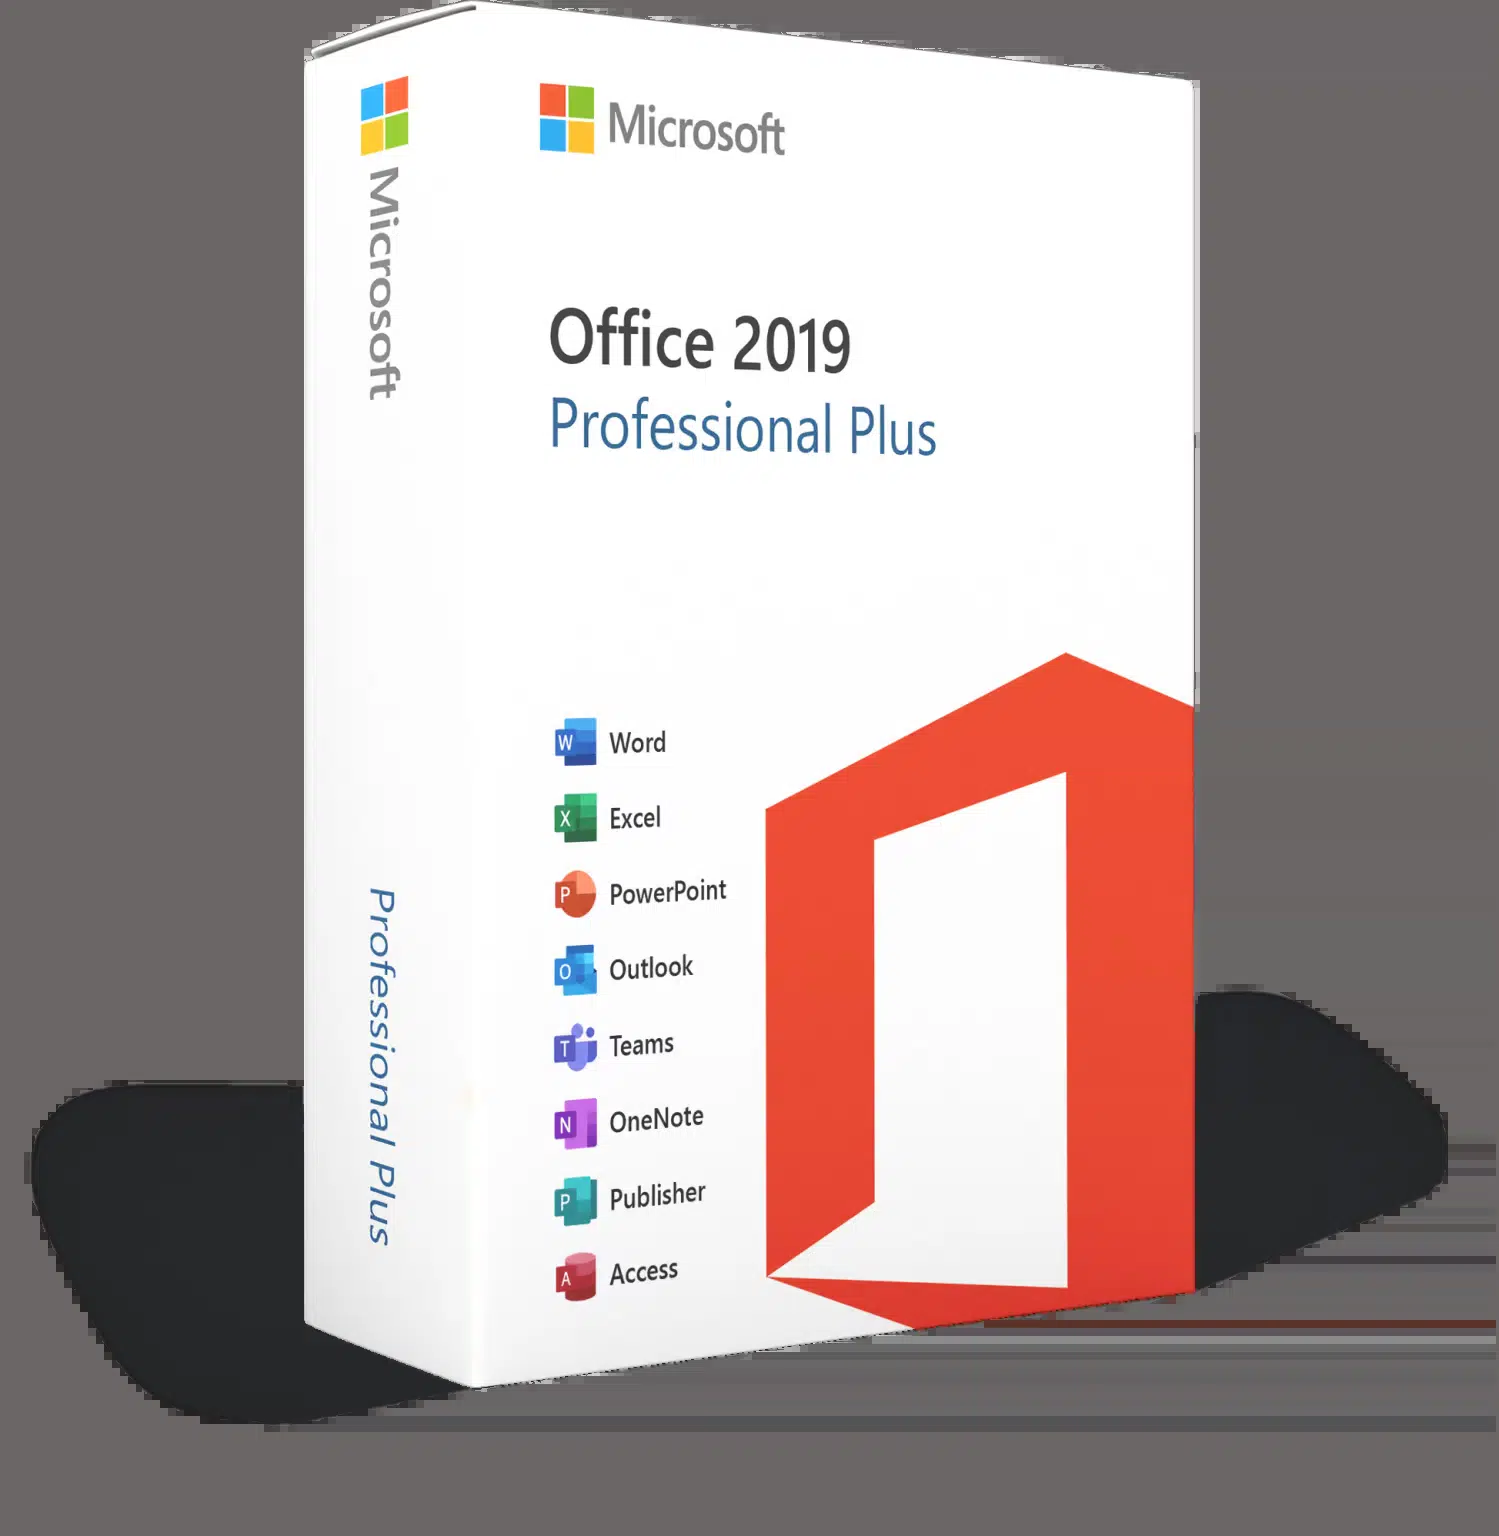 Microsoft
Professional Plus
Microsoft
Office 2019
Professional Plus
W Word
X Excel
P PowerPoint
O Outlook
T Teams
N OneNote
P Publisher
A Access